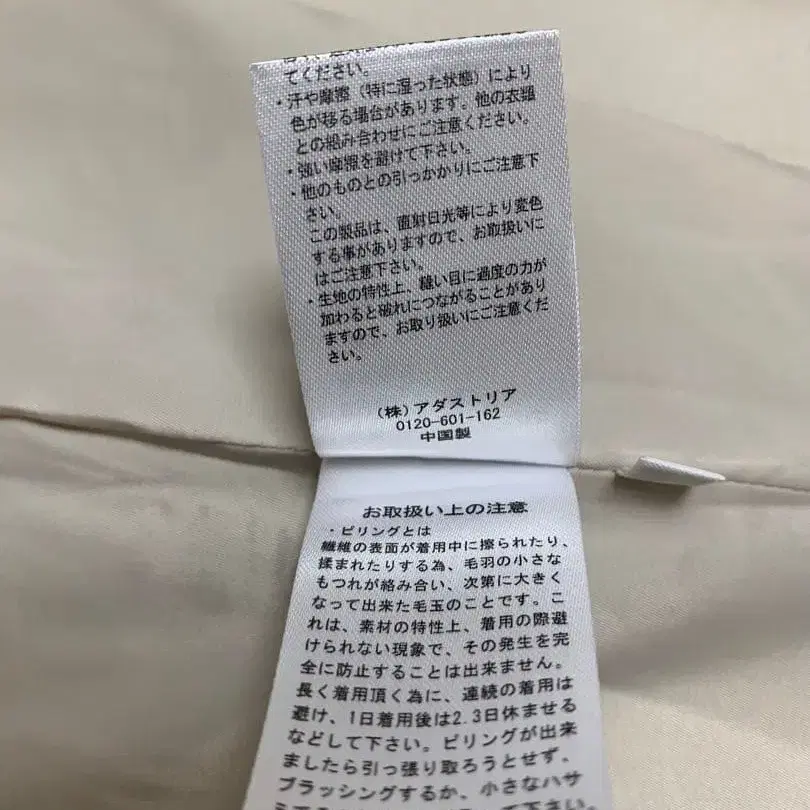 てください。
・汗や摩擦（特に湿った状態）により
色が移る場合があります。他の衣類
との組み合わせにご注意ください。
・強い摩擦を避けて下さい。
・他のものとの引っかかりにご注意下
さい。
この製品は、直射日光等により変色
する事がありますので、お取扱いに
はご注意下さい。
・生地の特性上、縫い目に過度の力が
加わると破れにつながることがあり
ますので、お取り扱いにご注意くだ
さい。
(株)アダストリア
0120-601-162
中国製
お取扱い上の注意
・ピリングとは
繊維の表面が着用中に擦られたり、
揉まれたりする為、毛羽の小さな
もつれが絡み合い、次第に大きく
なって出来た毛玉のことです。こ
れは、素材の特性上、着用の際避
けられない現象で、その発生を完
全に防止することは出来ません。
長く着用頂く為に、連続の着用は
避け、1日着用後は2.3日休ませる
などして下さい。ピリングが出来
ましたら引っ張り取ろうとせず、
ブラッシングするか、小さなハサ